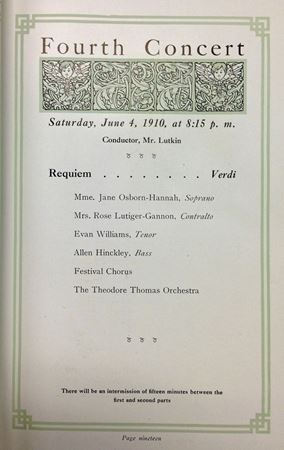 Fourth Concert
Saturday, June 4, 1910, at 8:15 p. m.
Conductor, Mr. Lutkin
Requiem . . . . . . . . Verdi
Mme. Jane Osborn-Hannah, Soprano
Mrs. Rose Lutiger-Gannon, Contralto
Evan Williams, Tenor
Allen Hinckley, Bass
Festival Chorus
The Theodore Thomas Orchestra
There will be an intermission of fifteen minutes between the
first and second parts
Page nineteen